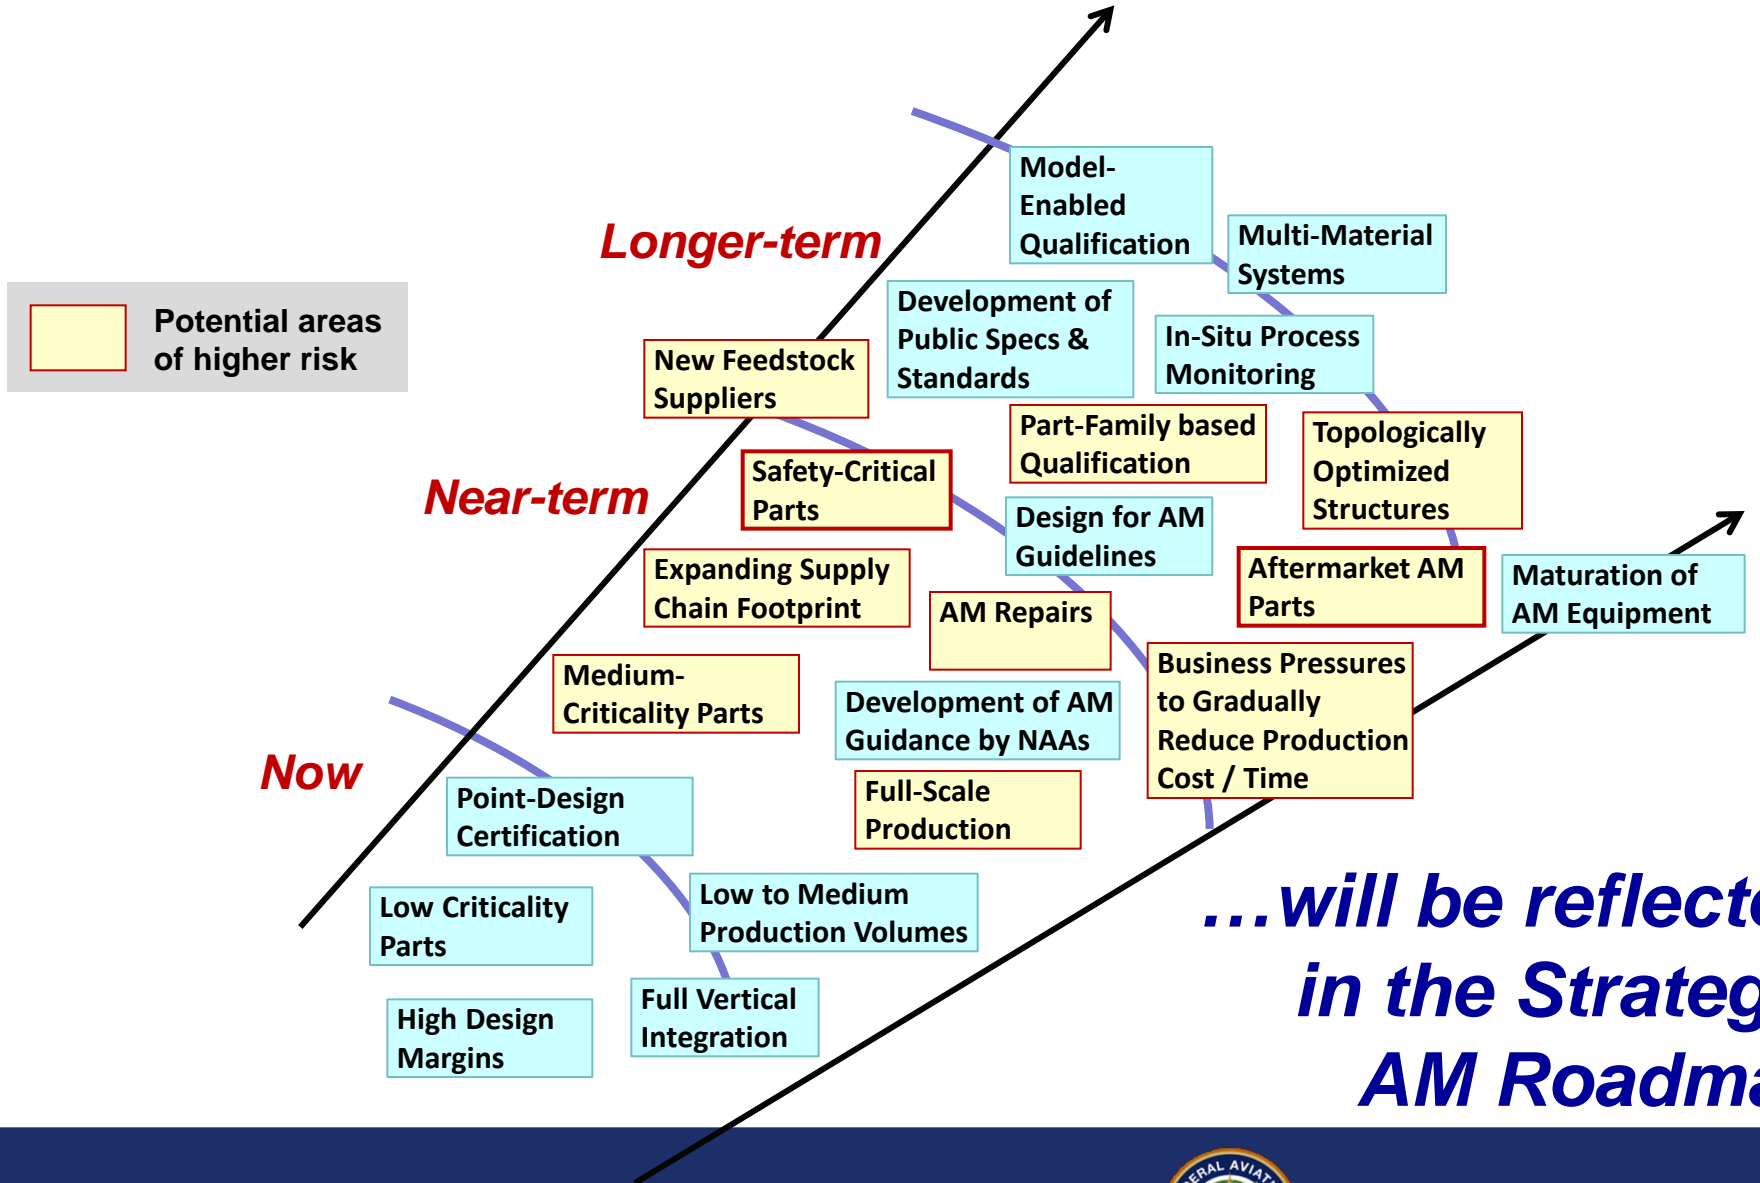 Model-
Enabled
Qualification
Multi-Material
Systems
Longer-term
Development of
Public Specs &
Standards
In-Situ Process
Monitoring
Potential areas
of higher risk
New Feedstock
Suppliers
Part-Family based
Qualification
Topologically
Optimized
Structures
Safety-Critical
Parts
Near-term
Design for AM
Guidelines
Expanding Supply
Chain Footprint
Aftermarket AM
Parts
Maturation of
AM Equipment
AM Repairs
Medium-
Criticality Parts
Business Pressures
to Gradually
Reduce Production
Cost / Time
Development of AM
Guidance by NAAs
Now
Point-Design
Certification
Full-Scale
Production
Low Criticality
Parts
Low to Medium
Production Volumes
High Design
Margins
Full Vertical
Integration
…will be reflecte
in the Strateg
AM Roadma
ERAL AVIA